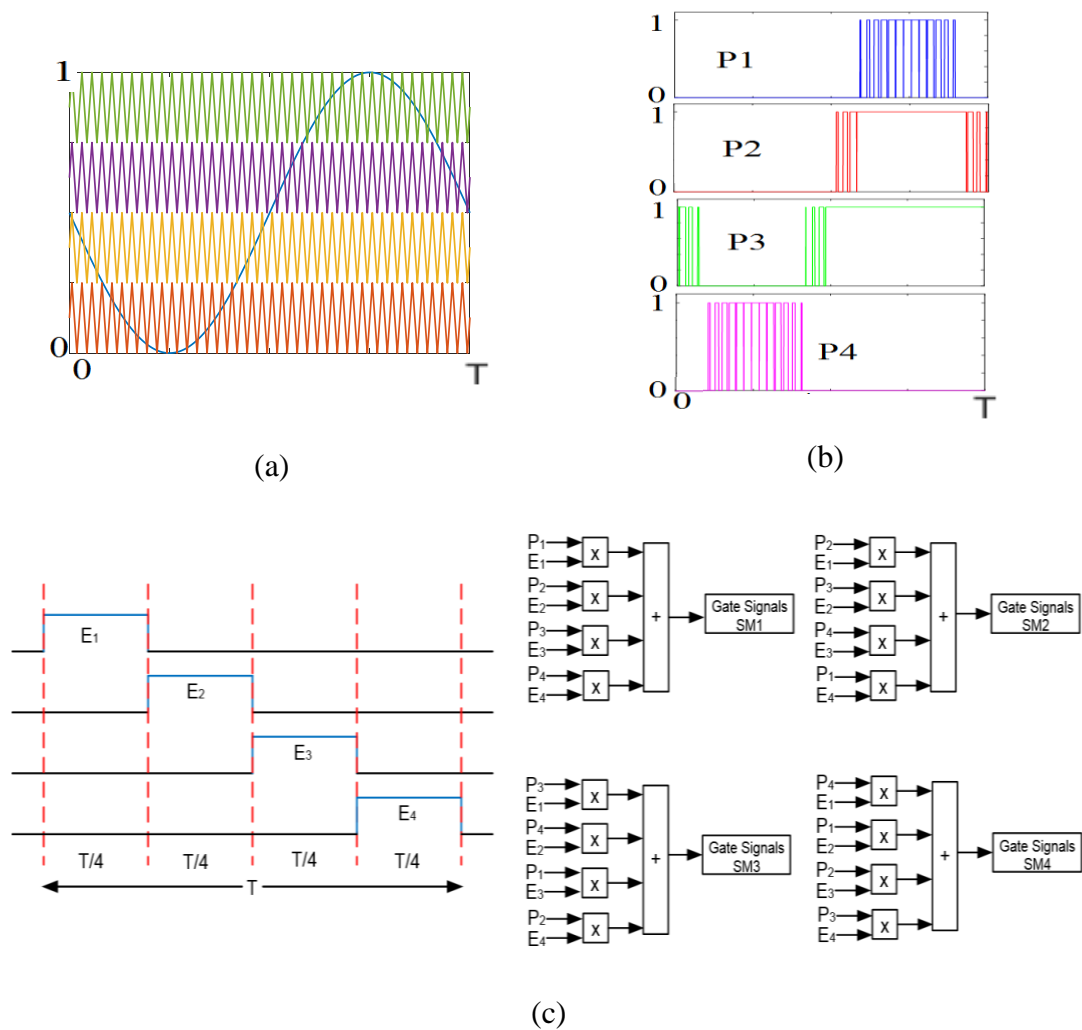 1
0
0
T
(a)
1
P1
0
1
P2
0
1
P3
0
1
P4
0
0
T
(b)
E1
E2
E3
E4
T/4 T/4 T/4 T/4
T
P1
E1
X
P2
E2
X
P3
E3
X
P4
E4
X
+
Gate Signals
SM1
P2
E1
X
P3
E2
X
P4
E3
X
P1
E4
X
+
Gate Signals
SM2
P3
E1
X
P4
E2
X
P1
E3
X
P2
E4
X
+
Gate Signals
SM3
P4
E1
X
P1
E2
X
P2
E3
X
P3
E4
X
+
Gate Signals
SM4
(c)